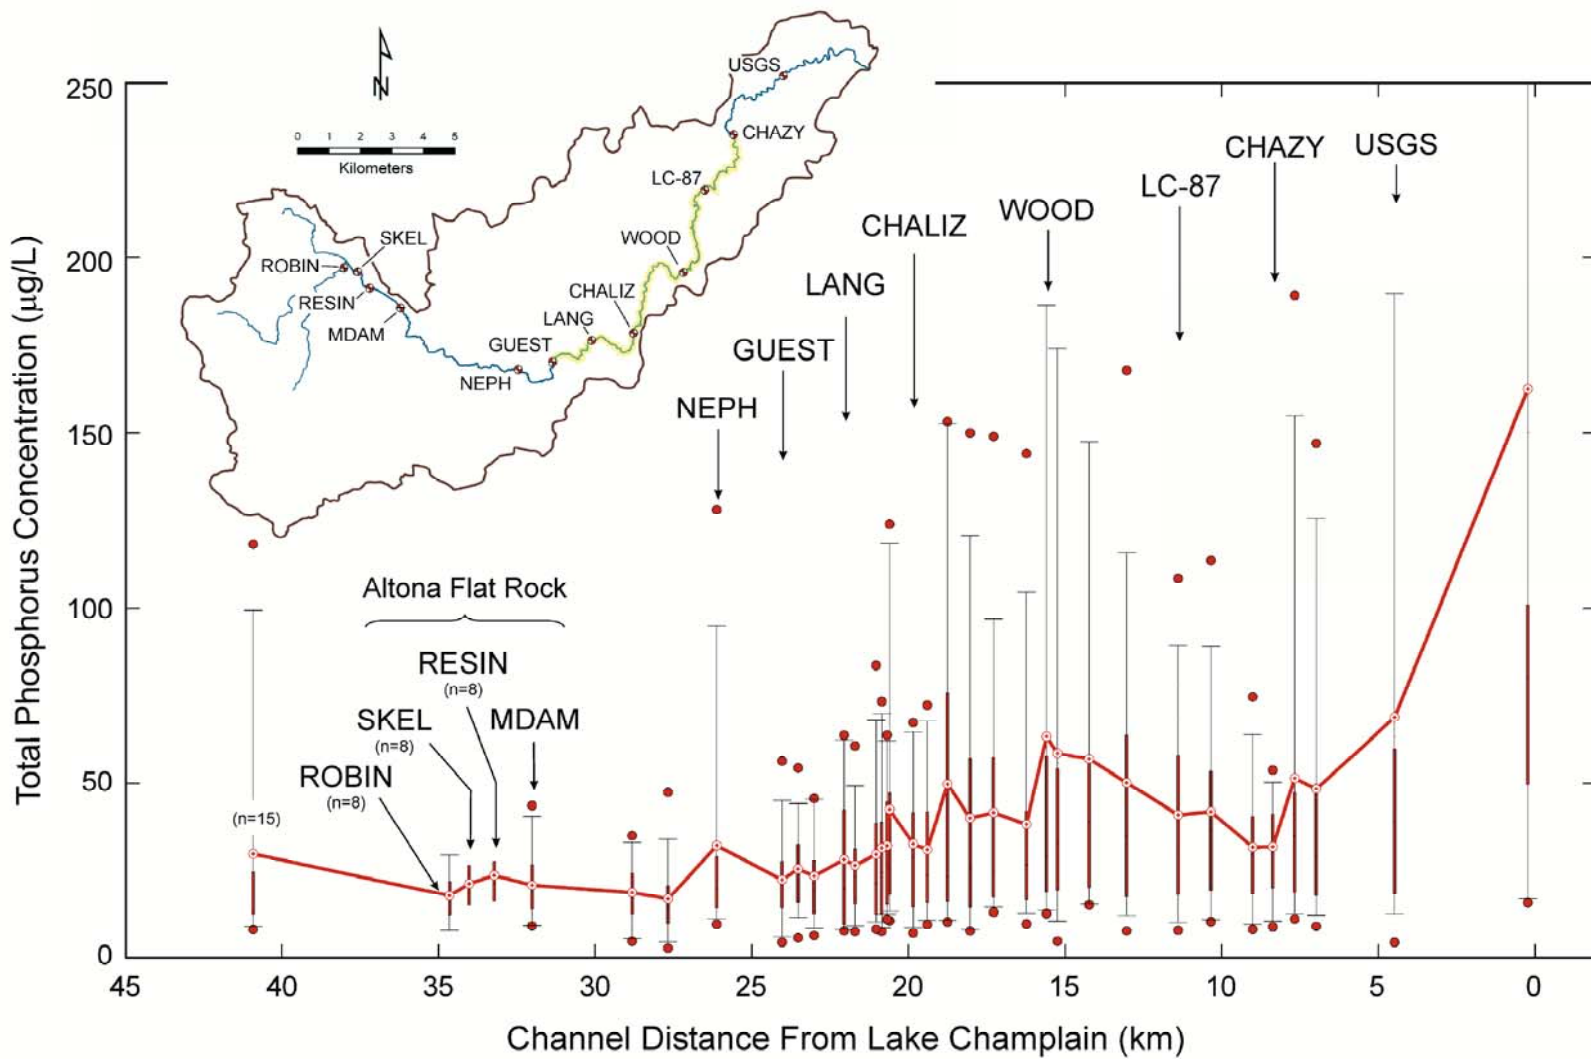 N
0 1 2 3 4 5
Kilometers
USGS
CHAZY
LC-87
WOOD
CHALIZ
LANG
GUEST
NEPH
SKEL
ROBIN
RESIN
MDAM
Total Phosphorus Concentration (µg/L)
250
200
150
100
50
0
USGS
CHAZY
LC-87
WOOD
CHALIZ
LANG
GUEST
NEPH
Altona Flat Rock
RESIN
(n=8)
SKEL
(n=8)
MDAM
ROBIN
(n=8)
(n=15)
45 40 35 30 25 20 15 10 5 0
Channel Distance From Lake Champlain (km)